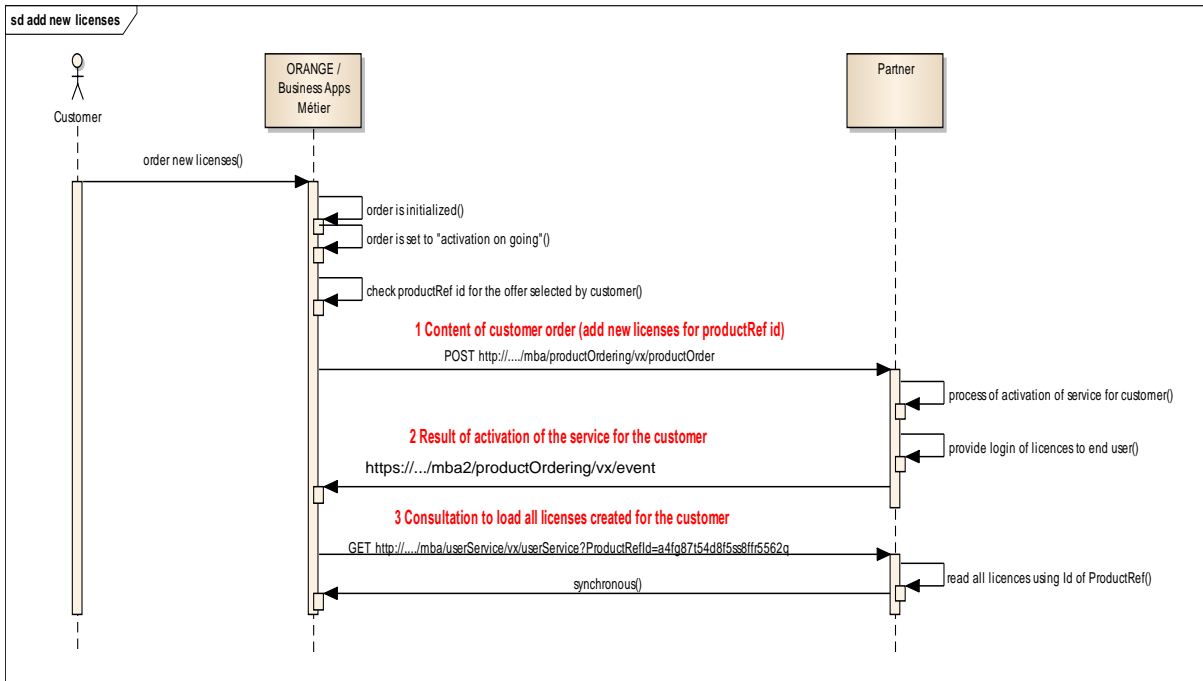 sd add new licenses
Customer
ORANGE /
Business Apps
Métier
Partner
order new licenses()
order is initialized()
order is set to "activation on going"()
check productRef id for the offer selected by customer()
1 Content of customer order (add new licenses for productRef id)
POST http://..../mba/productOrdering/vx/productOrder
process of activation of service for customer()
2 Result of activation of the service for the customer
provide login of licences to end user()
https://.../mba2/productOrdering/vx/event
3 Consultation to load all licenses created for the customer
GET http://..../mba/userService/vx/userService?ProductRefId=a4fg87t54d8f5ss8ffr5562q
read all licences using Id of ProductRef()
synchronous()